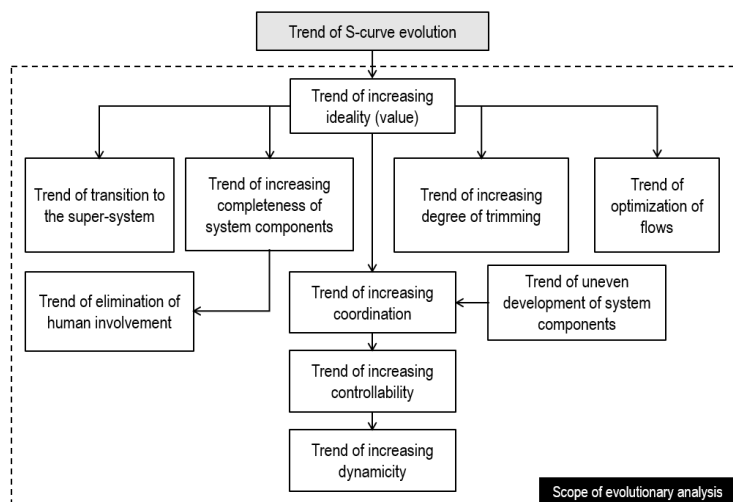 Trend of S-curve evolution
Trend of increasing
ideality (value)
Trend of transition to
the super-system
Trend of increasing
completeness of
system components
Trend of increasing
degree of trimming
Trend of
optimization of
flows
Trend of elimination of
human involvement
Trend of increasing
coordination
Trend of uneven
development of system
components
Trend of increasing
controllability
Trend of increasing
dynamicity
Scope of evolutionary analysis